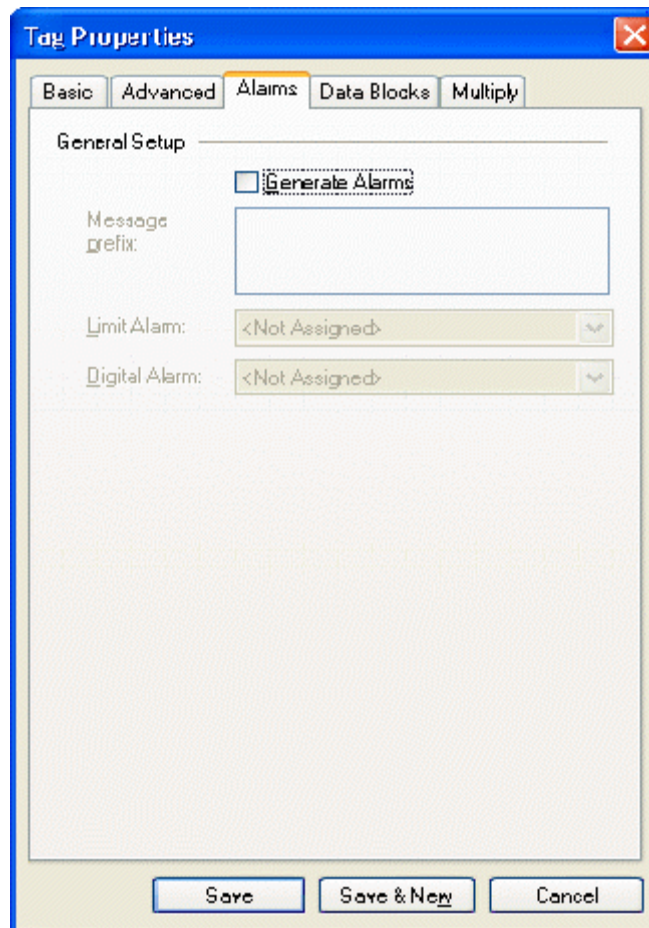 Tag Properties
Basic Advanced Alarms Data Blocks Multiply
General Setup
Generate Alarms
Message
prefix:
Limit Alarm: <Not Assigned>
Digital Alarm: <Not Assigned>
Save Save & New Cancel